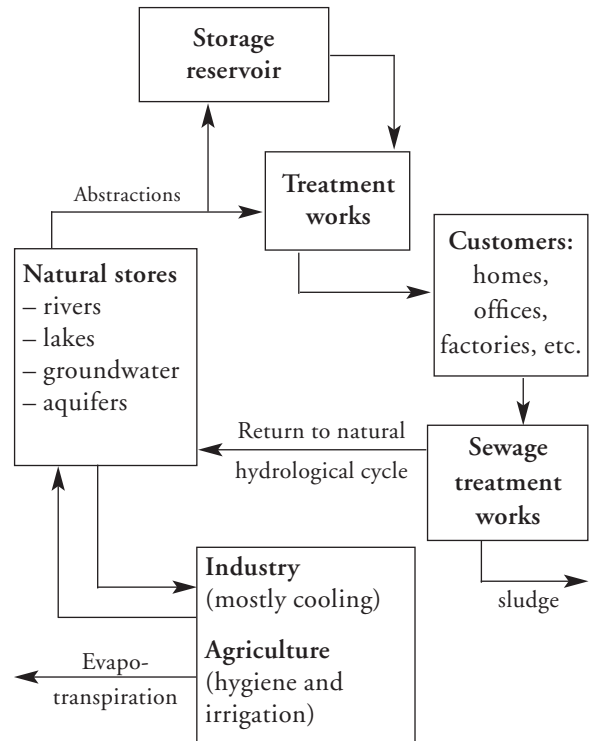 Storage
reservoir
Abstractions
Treatment
works
Customers:
homes,
offices,
factories, etc.
Natural stores
– rivers
– lakes
– groundwater
– aquifers
Return to natural
hydrological cycle
Sewage
treatment
works
sludge
Industry
(mostly cooling)
Agriculture
(hygiene and
irrigation)
Evapo-
transpiration